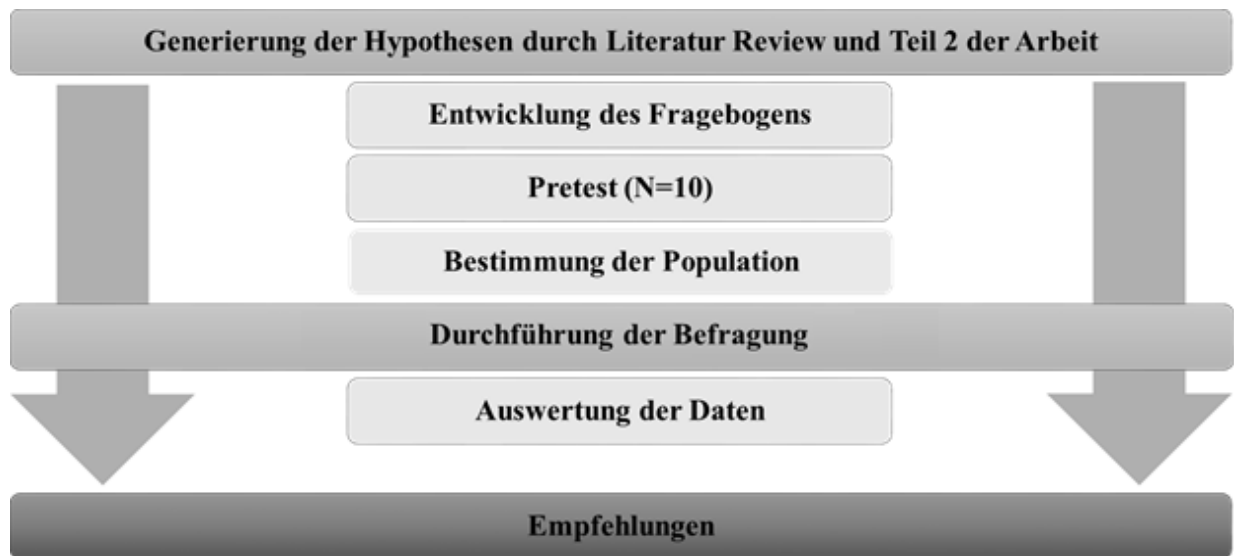 Generierung der Hypothesen durch Literatur Review und Teil 2 der Arbeit
Entwicklung des Fragebogens
Pretest (N=10)
Bestimmung der Population
Durchführung der Befragung
Auswertung der Daten
Empfehlungen